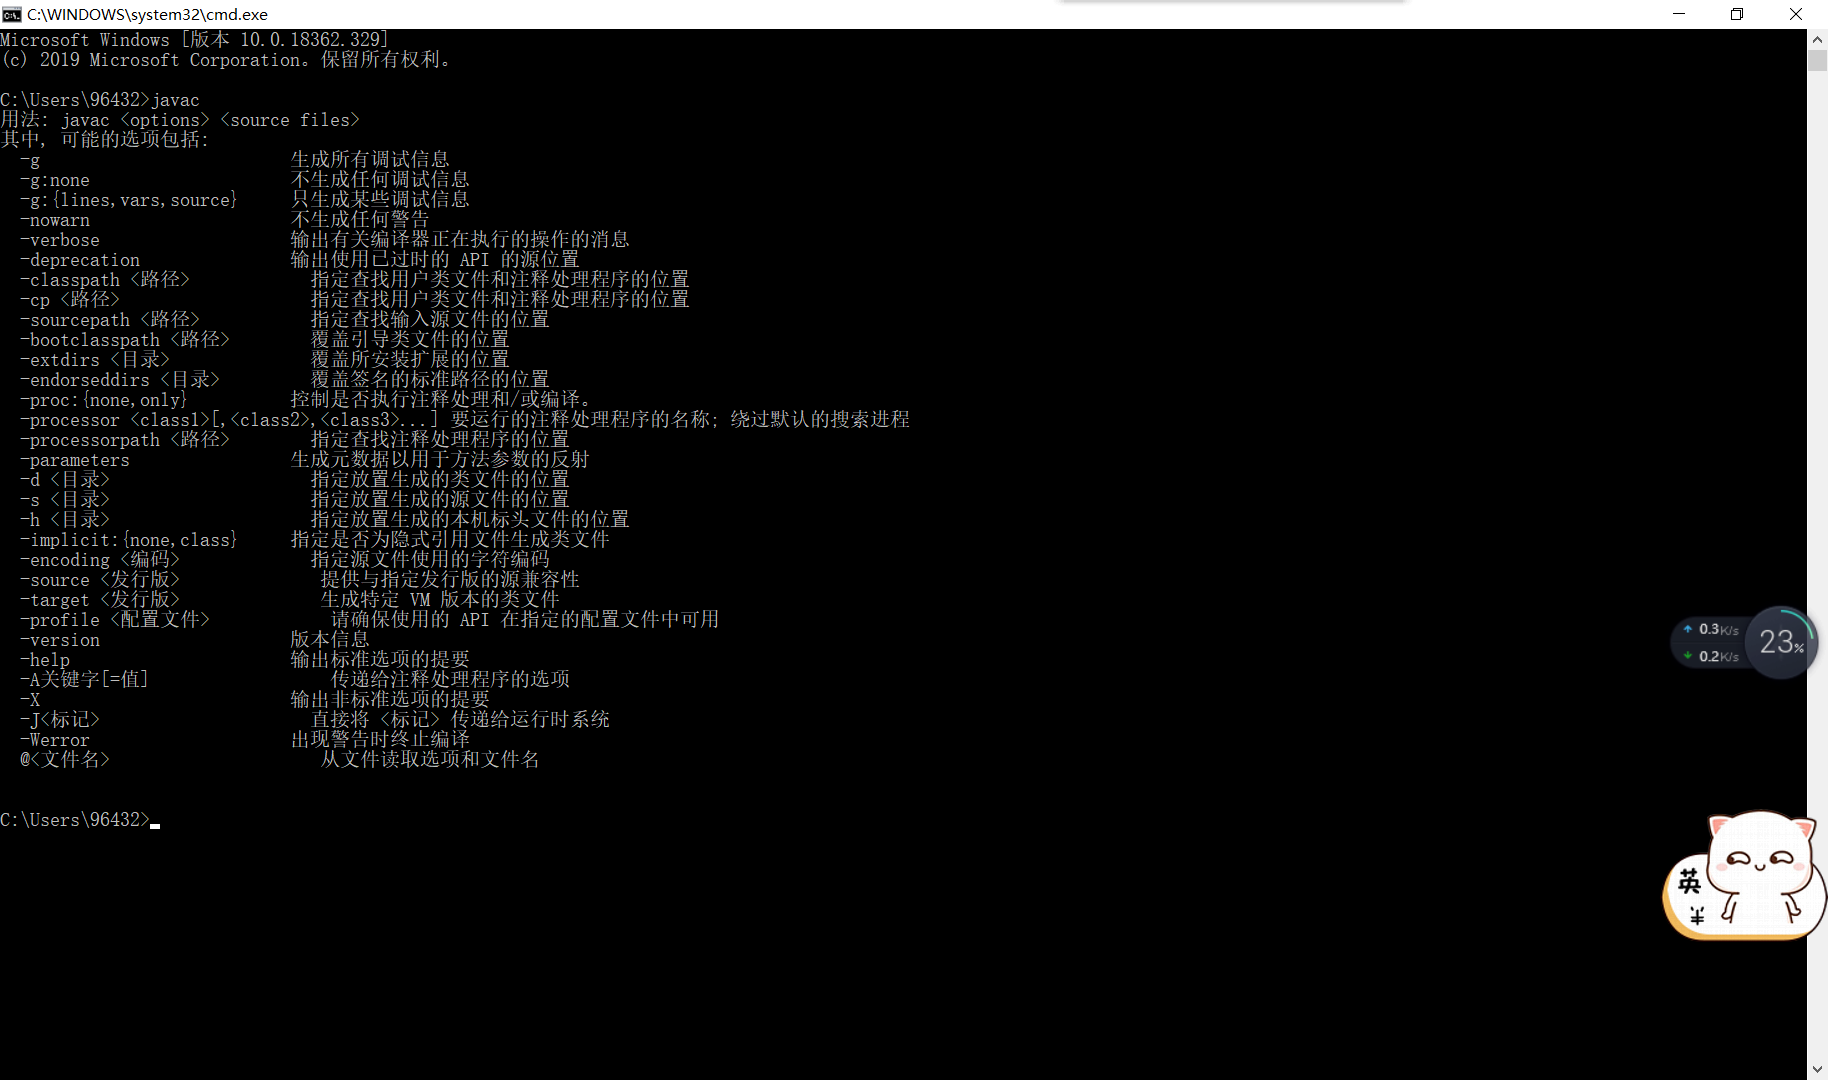 C:\WINDOWS\system32\cmd.exe
Microsoft Windows [版本 10.0.18362.329]
(c) 2019 Microsoft Corporation。保留所有权利。
C:\Users\96432>javac
用法: javac <options> <source files>
其中, 可能的选项包括:
-g 生成所有调试信息
-g:none 不生成任何调试信息
-g:{lines,vars,source} 只生成某些调试信息
-nowarn 不生成任何警告
-verbose 输出有关编译器正在执行的操作的消息
-deprecation 输出使用已过时的 API 的源位置
-classpath <路径> 指定查找用户类文件和注释处理程序的位置
-cp <路径> 指定查找用户类文件和注释处理程序的位置
-sourcepath <路径> 指定查找输入源文件的位置
-bootclasspath <路径> 覆盖引导类文件的位置
-extdirs <目录> 覆盖所安装扩展的位置
-endorseddirs <目录> 覆盖签名的标准路径的位置
-proc:{none,only} 控制是否执行注释处理和/或编译。
-processor <class1>[,<class2>,<class3>...] 要运行的注释处理程序的名称; 绕过默认的搜索进程
-processorpath <路径> 指定查找注释处理程序的位置
-parameters 生成元数据以用于方法参数的反射
-d <目录> 指定放置生成的类文件的位置
-s <目录> 指定放置生成的源文件的位置
-h <目录> 指定放置生成的本机标头文件的位置
-implicit:{none,class} 指定是否为隐式引用文件生成类文件
-encoding <编码> 指定源文件使用的字符编码
-source <发行版> 提供与指定发行版的源兼容性
-target <发行版> 生成特定 VM 版本的类文件
-profile <配置文件> 请确保使用的 API 在指定的配置文件中可用
-version 版本信息
-help 输出标准选项的提要
-A关键字[=值] 传递给注释处理程序的选项
-X 输出非标准选项的提要
-J<标记> 直接将 <标记> 传递给运行时系统
-Werror 出现警告时终止编译
@<文件名> 从文件读取选项和文件名
C:\Users\96432>
0.3K/s
0.2K/s
23%
英